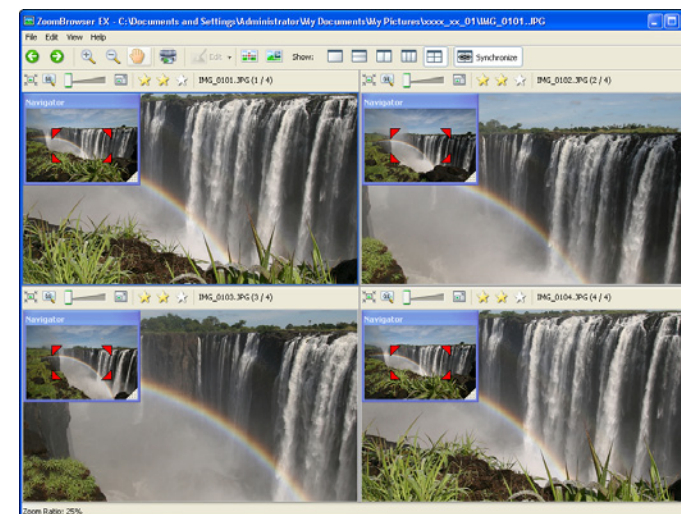 ZoomBrowser EX - C:\Documents and Settings\Administrator\My Documents\My Pictures\xxxx_xx_01\IMG_0101..JPG
File Edit View Help
Edit Show: Synchronize
IMG_0101.JPG (1 / 4)
IMG_0102.JPG (2 / 4)
Navigator
Navigator
IMG_0103.JPG (3 / 4)
IMG_0104.JPG (4 / 4)
Navigator
Navigator
Zoom Ratio: 25%